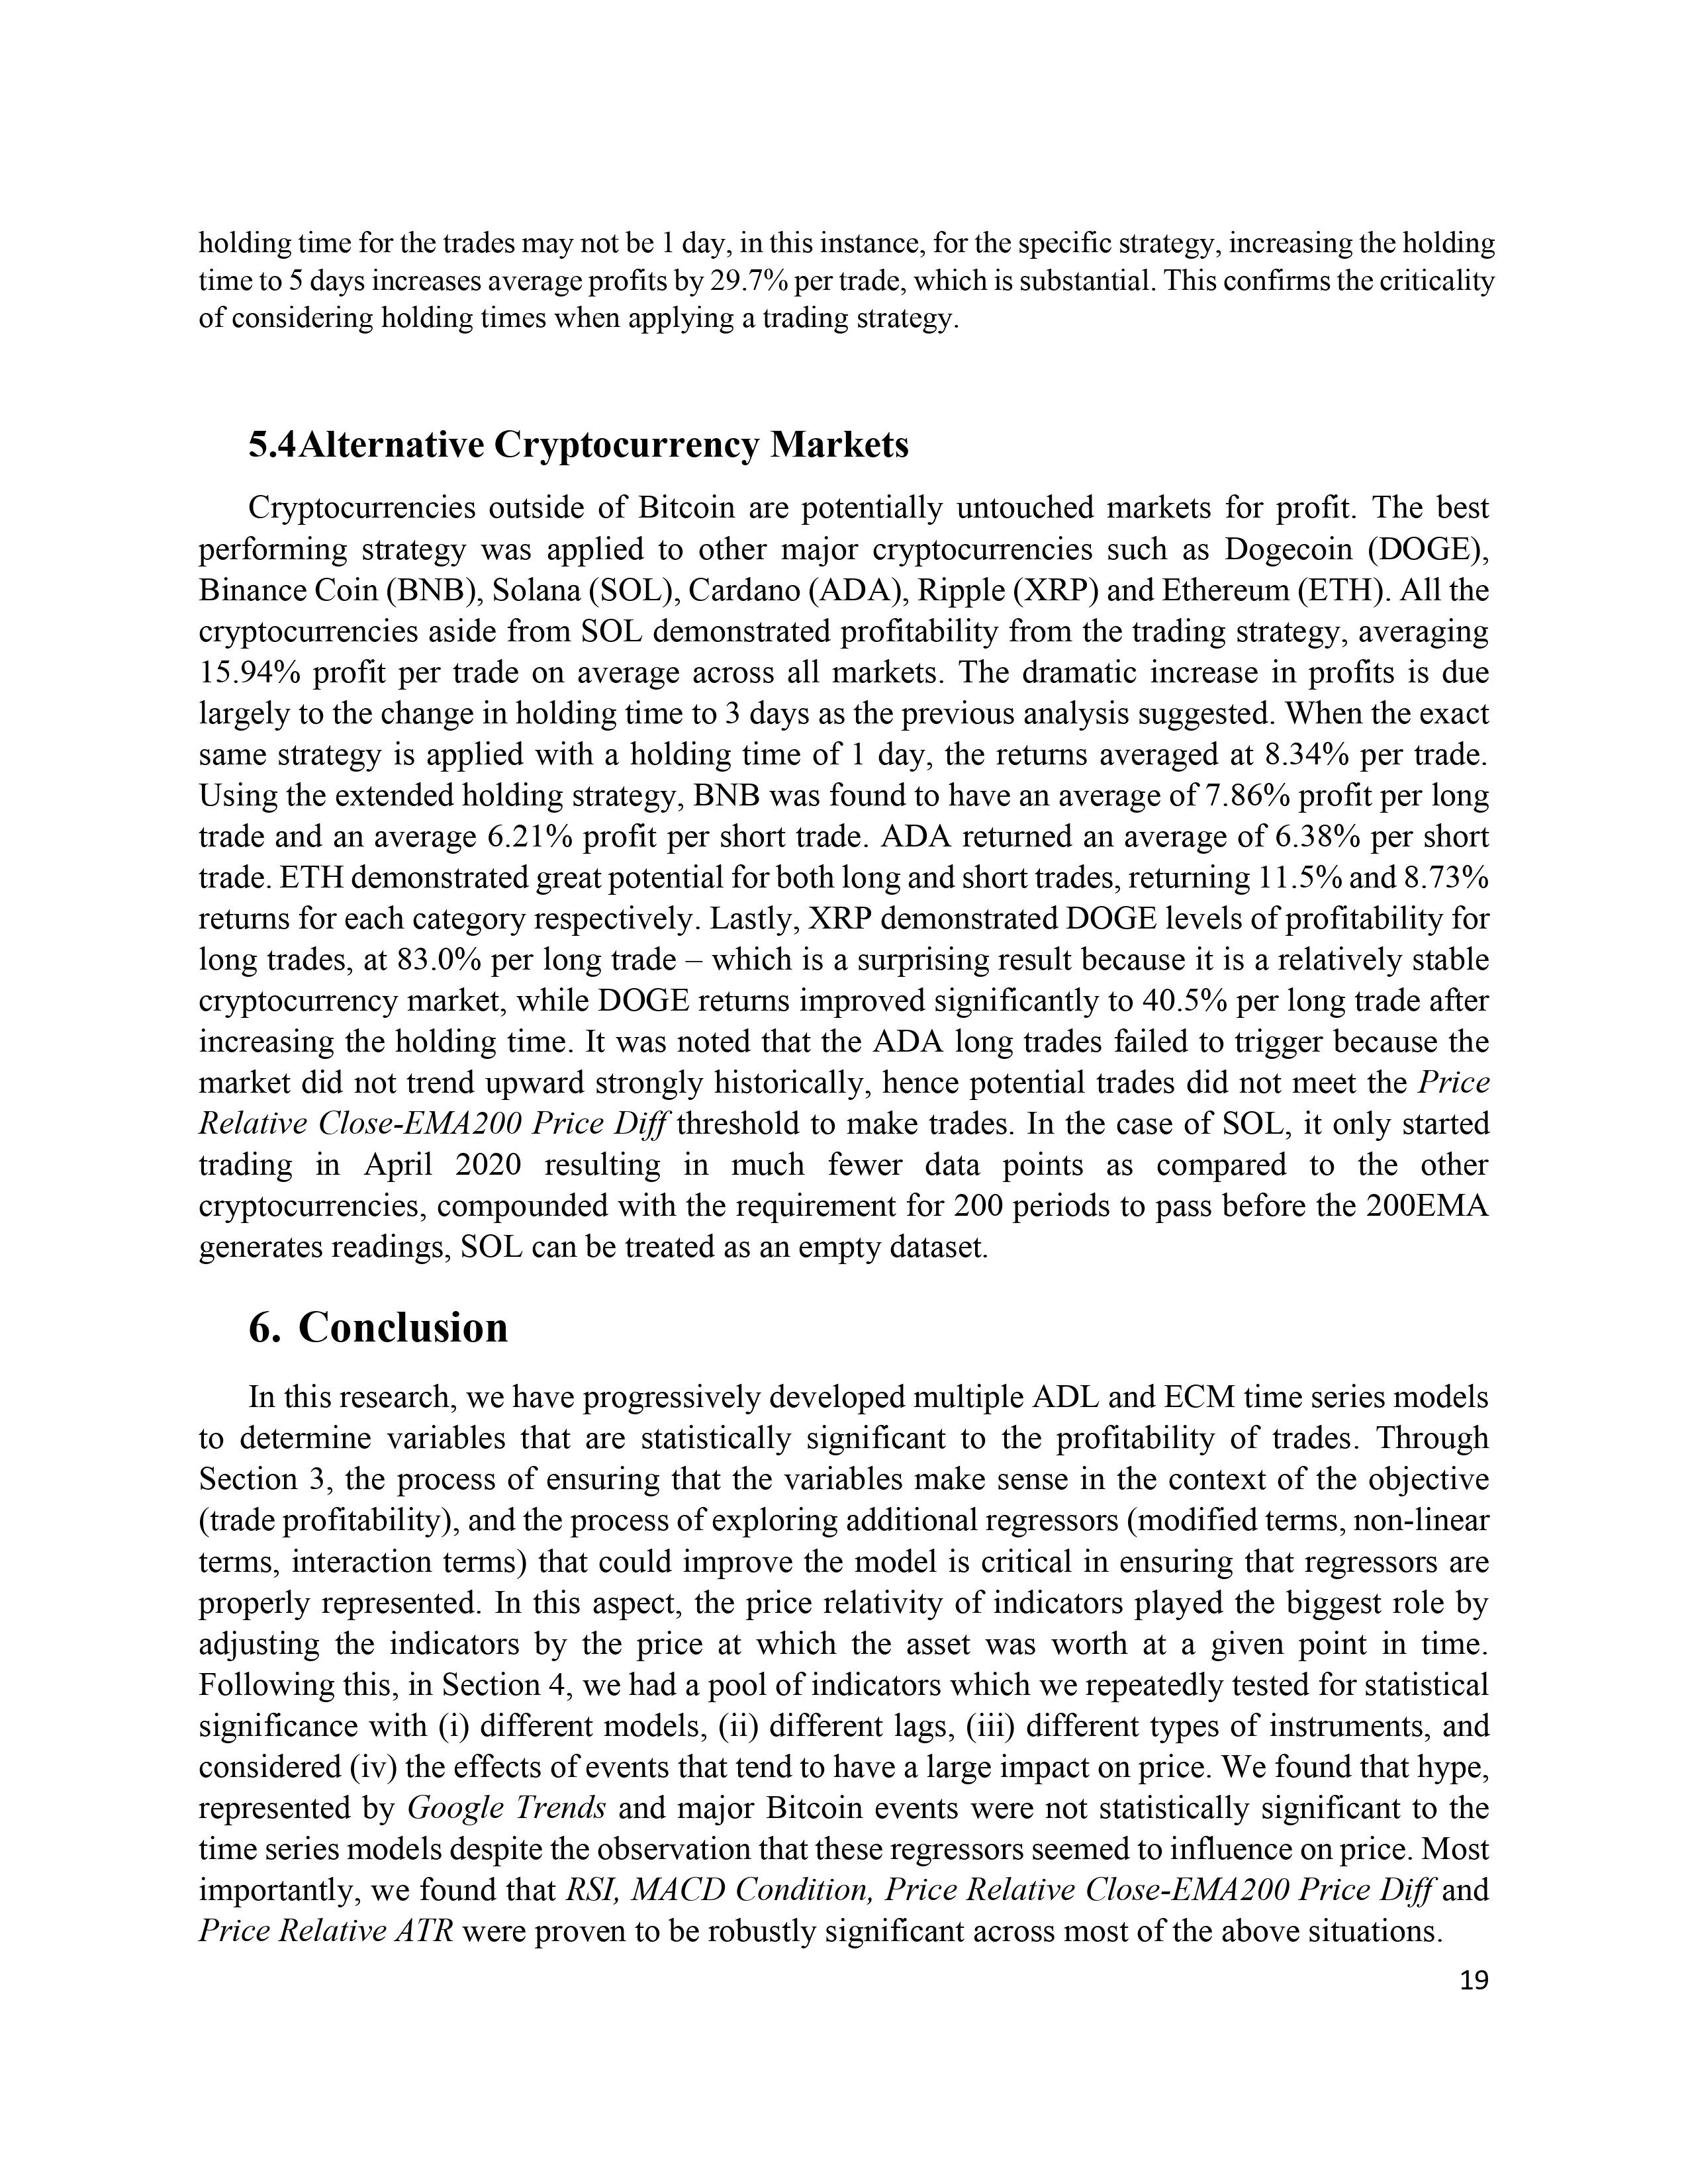 holding time for the trades may not be 1 day, in this instance, for the specific strategy, increasing the holding
time to 5 days increases average profits by 29.7% per trade, which is substantial. This confirms the criticality
of considering holding times when applying a trading strategy.
5.4Alternative Cryptocurrency Markets
Cryptocurrencies outside of Bitcoin are potentially untouched markets for profit. The best
performing strategy was applied to other major cryptocurrencies such as Dogecoin (DOGE),
Binance Coin (BNB), Solana (SOL), Cardano (ADA), Ripple (XRP) and Ethereum (ETH). All the
cryptocurrencies aside from SOL demonstrated profitability from the trading strategy, averaging
15.94% profit per trade on average across all markets. The dramatic increase in profits is due
largely to the change in holding time to 3 days as the previous analysis suggested. When the exact
same strategy is applied with a holding time of 1 day, the returns averaged at 8.34% per trade.
Using the extended holding strategy, BNB was found to have an average of 7.86% profit per long
trade and an average 6.21% profit per short trade. ADA returned an average of 6.38% per short
trade. ETH demonstrated great potential for both long and short trades, returning 11.5% and 8.73%
returns for each category respectively. Lastly, XRP demonstrated DOGE levels of profitability for
long trades, at 83.0% per long trade – which is a surprising result because it is a relatively stable
cryptocurrency market, while DOGE returns improved significantly to 40.5% per long trade after
increasing the holding time. It was noted that the ADA long trades failed to trigger because the
market did not trend upward strongly historically, hence potential trades did not meet the Price
Relative Close-EMA200 Price Diff threshold to make trades. In the case of SOL, it only started
trading in April 2020 resulting in much fewer data points as compared to the other
cryptocurrencies, compounded with the requirement for 200 periods to pass before the 200EMA
generates readings, SOL can be treated as an empty dataset.
6. Conclusion
In this research, we have progressively developed multiple ADL and ECM time series models
to determine variables that are statistically significant to the profitability of trades. Through
Section 3, the process of ensuring that the variables make sense in the context of the objective
(trade profitability), and the process of exploring additional regressors (modified terms, non-linear
terms, interaction terms) that could improve the model is critical in ensuring that regressors are
properly represented. In this aspect, the price relativity of indicators played the biggest role by
adjusting the indicators by the price at which the asset was worth at a given point in time.
Following this, in Section 4, we had a pool of indicators which we repeatedly tested for statistical
significance with (i) different models, (ii) different lags, (iii) different types of instruments, and
considered (iv) the effects of events that tend to have a large impact on price. We found that hype,
represented by Google Trends and major Bitcoin events were not statistically significant to the
time series models despite the observation that these regressors seemed to influence on price. Most
importantly, we found that RSI, MACD Condition, Price Relative Close-EMA200 Price Diff and
Price Relative ATR were proven to be robustly significant across most of the above situations.
19